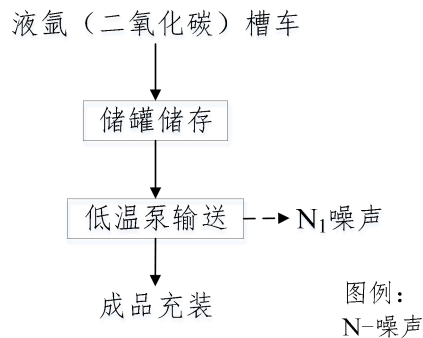 液氩（二氧化碳）槽车
储罐储存
低温泵输送
N₁噪声
成品充装
图例：
N-噪声